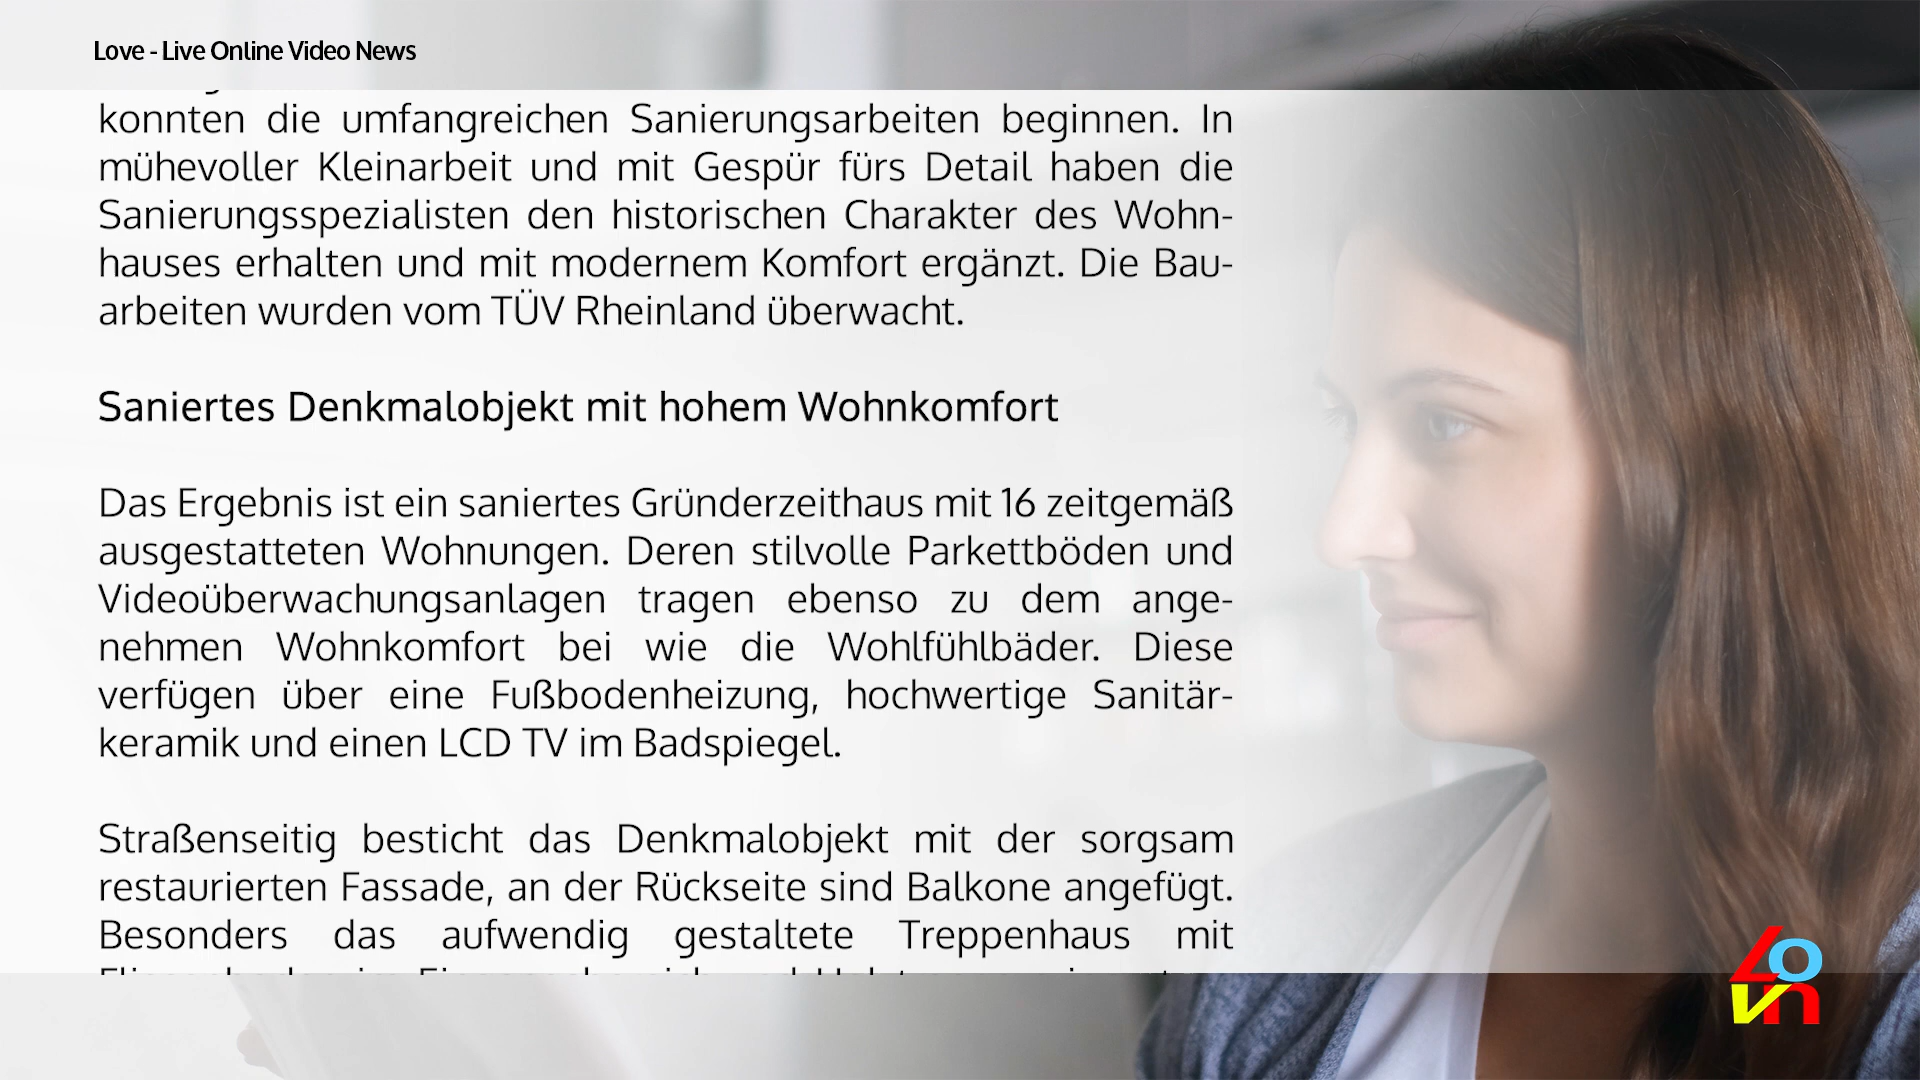 Love - Live Online Video News
konnten die umfangreichen Sanierungsarbeiten beginnen. In
mühevoller Kleinarbeit und mit Gespür fürs Detail haben die
Sanierungsspezialisten den historischen Charakter des Wohn-
hauses erhalten und mit modernem Komfort ergänzt. Die Bau-
arbeiten wurden vom TÜV Rheinland überwacht.
Saniertes Denkmalobjekt mit hohem Wohnkomfort
Das Ergebnis ist ein saniertes Gründerzeithaus mit 16 zeitgemäß
ausgestatteten Wohnungen. Deren stilvolle Parkettböden und
Videoüberwachungsanlagen tragen ebenso zu dem ange-
nehmen Wohnkomfort bei wie die Wohlfühlbäder. Diese
verfügen über eine Fußbodenheizung, hochwertige Sanitär-
keramik und einen LCD TV im Badspiegel.
Straßenseitig besticht das Denkmalobjekt mit der sorgsam
restaurierten Fassade, an der Rückseite sind Balkone angefügt.
Besonders das aufwendig gestaltete Treppenhaus mit
Lo
vn